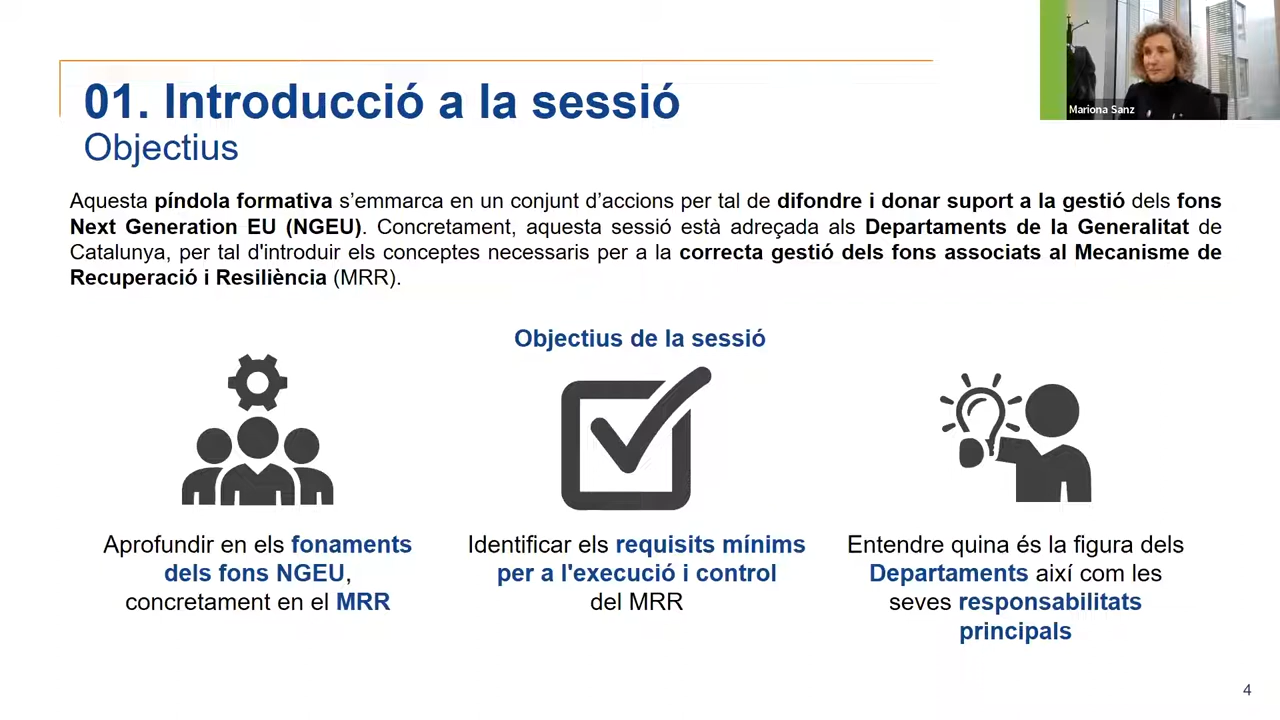 Mariona Sanz
01. Introducció a la sessió
Objectius
Aquesta píndola formativa s’emmarca en un conjunt d’accions per tal de difondre i donar suport a la gestió dels fons
Next Generation EU (NGEU). Concretament, aquesta sessió està adreçada als Departaments de la Generalitat de
Catalunya, per tal d'introduir els conceptes necessaris per a la correcta gestió dels fons associats al Mecanisme de
Recuperació i Resiliència (MRR).
Objectius de la sessió
Aprofundir en els fonaments
dels fons NGEU,
concretament en el MRR
Identificar els requisits mínims
per a l'execució i control
del MRR
Entendre quina és la figura dels
Departaments així com les
seves responsabilitats
principals
4